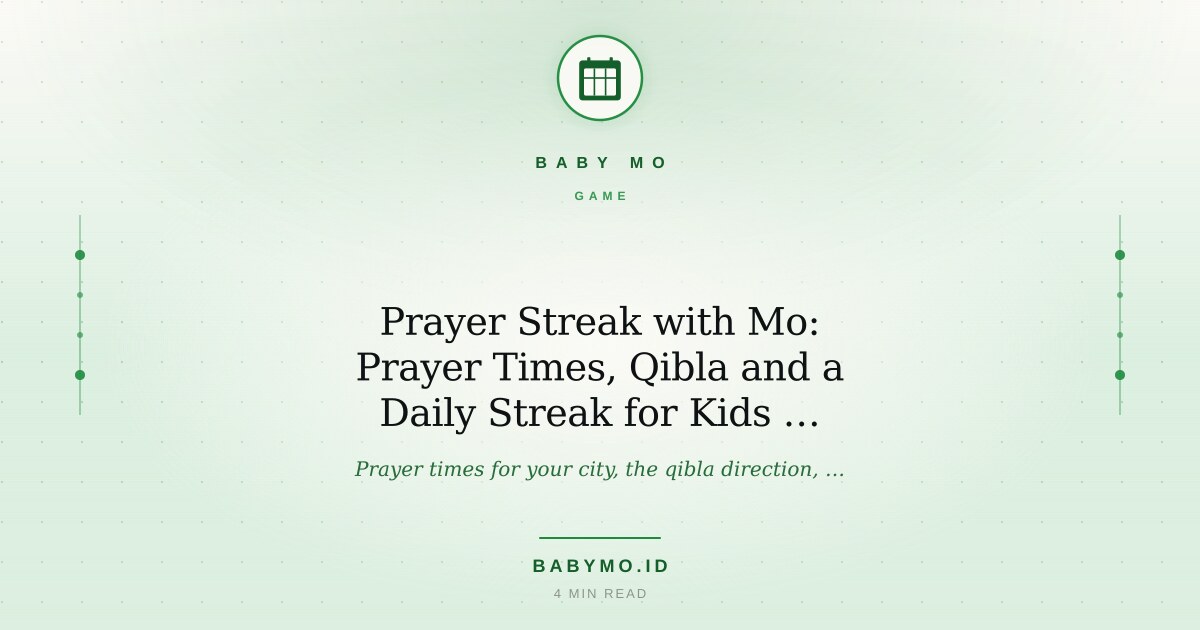 BABY MO
GAME
Prayer Streak with Mo:
Prayer Times, Qibla and a
Daily Streak for Kids …
Prayer times for your city, the qibla direction, …
BABYMO.ID
4 MIN READ